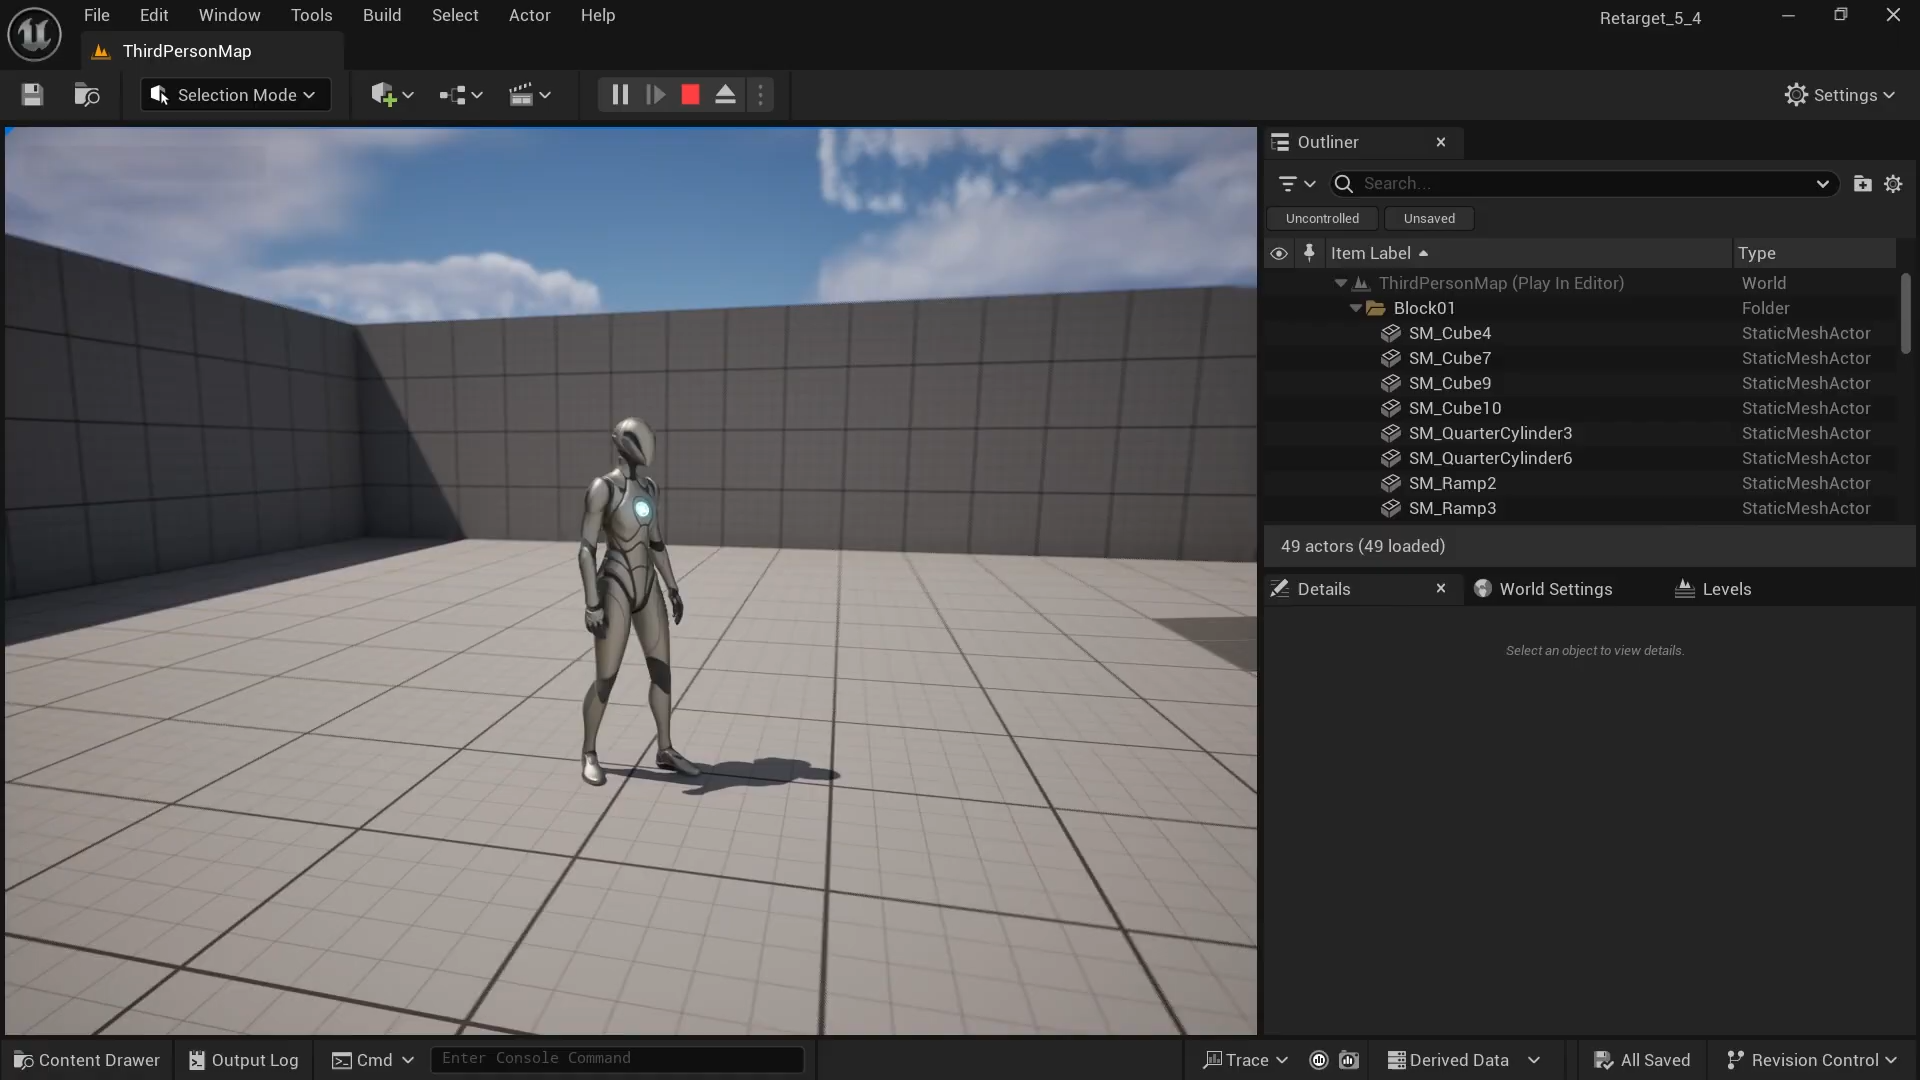 File Edit Window Tools Build Select Actor Help
Retarget_5_4
ThirdPersonMap
Selection Mode
Settings
Outliner
Search...
Uncontrolled Unsaved
Item Label Type
ThirdPersonMap (Play In Editor) World
Block01 Folder
SM_Cube4 StaticMeshActor
SM_Cube7 StaticMeshActor
SM_Cube9 StaticMeshActor
SM_Cube10 StaticMeshActor
SM_QuarterCylinder3 StaticMeshActor
SM_QuarterCylinder6 StaticMeshActor
SM_Ramp2 StaticMeshActor
SM_Ramp3 StaticMeshActor
49 actors (49 loaded)
Details World Settings Levels
Select an object to view details.
Content Drawer Output Log Cmd Enter Console Command Trace Derived Data All Saved Revision Control